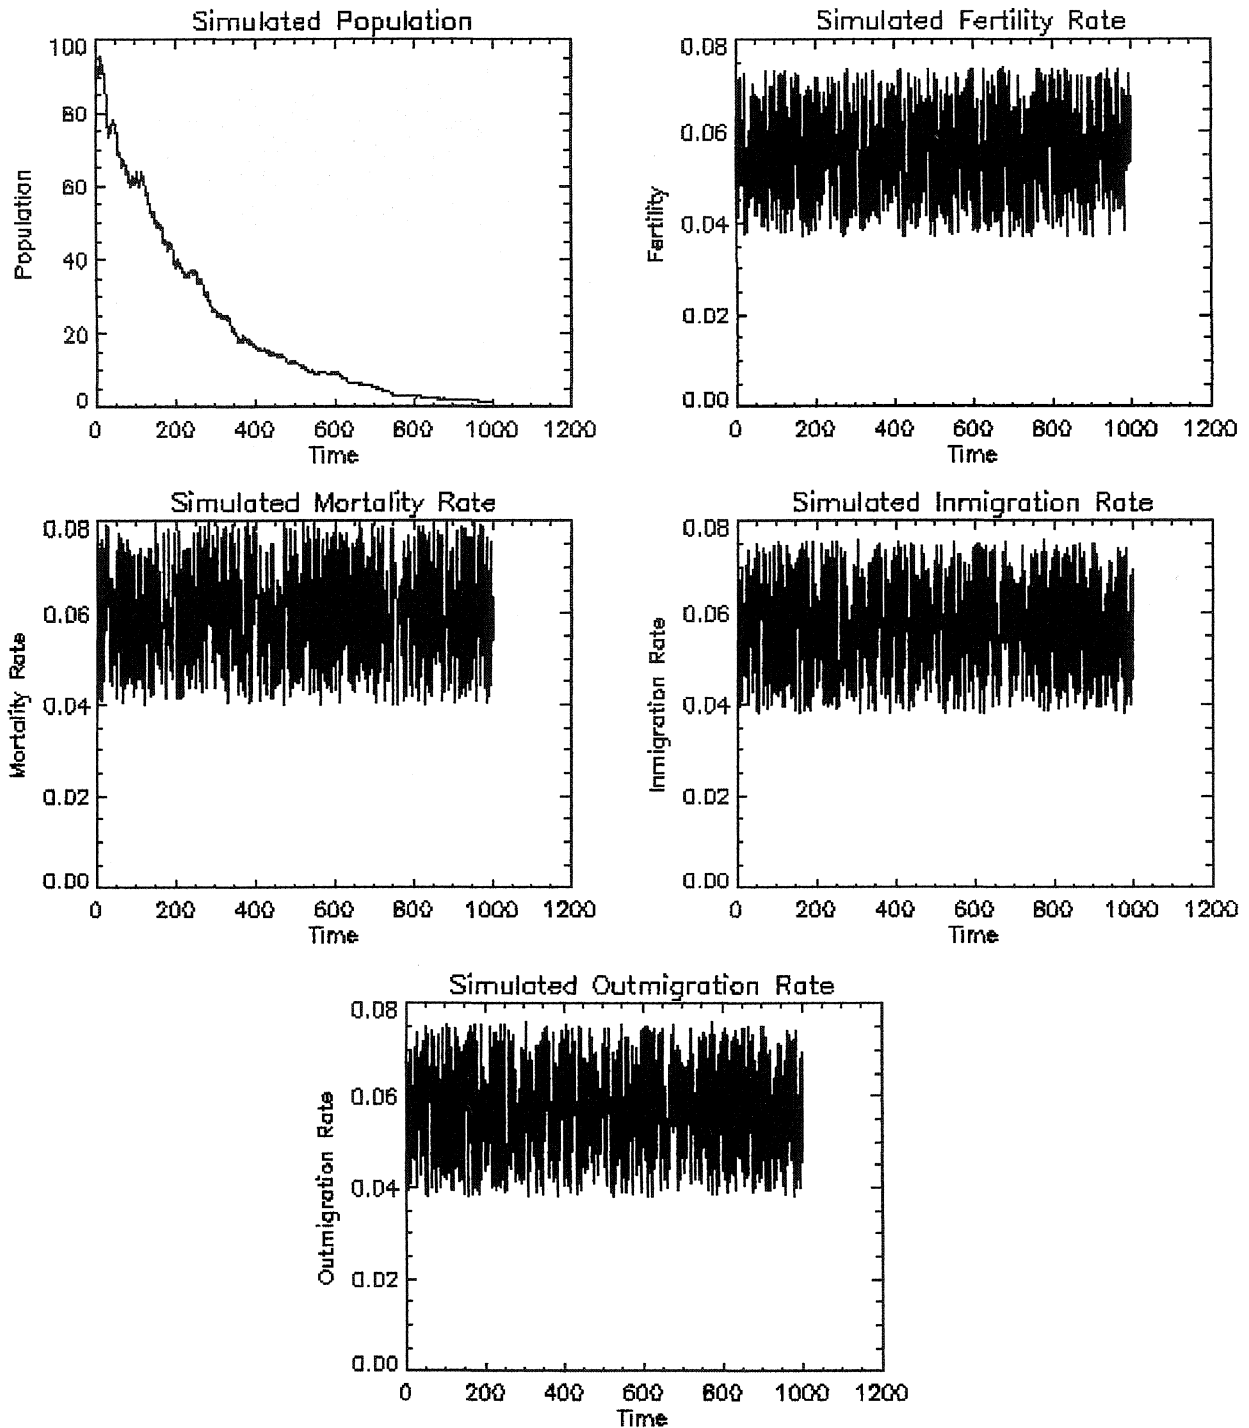 Simulated Population
100
80
60
40
20
0
Population
0 200 400 600 800 1000 1200
Time
Simulated Fertility Rate
0.08
0.06
0.04
0.02
0.00
Fertility
0 200 400 600 800 1000 1200
Time
Simulated Mortality Rate
0.08
0.06
0.04
0.02
0.00
Mortality Rate
0 200 400 600 800 1000 1200
Time
Simulated Inmigration Rate
0.08
0.06
0.04
0.02
0.00
Inmigration Rate
0 200 400 600 800 1000 1200
Time
Simulated Outmigration Rate
0.08
0.06
0.04
0.02
0.00
Outmigration Rate
0 200 400 600 800 1000 1200
Time